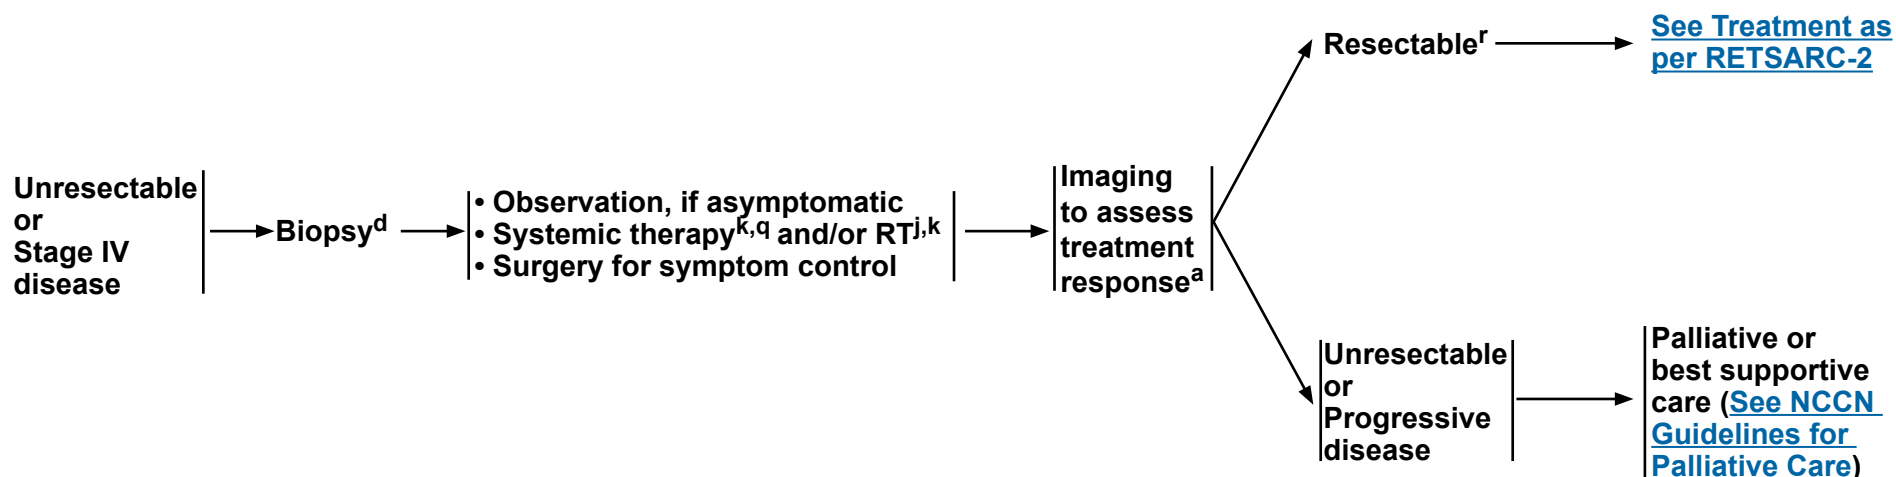 Unresectable
or
Stage IV
disease
Biopsyd
• Observation, if asymptomatic
• Systemic therapyk,q and/or RTj,k
• Surgery for symptom control
Imaging
to assess
treatment
responsea
Resectabler
See Treatment as
per RETSARC-2
Unresectable
or
Progressive
disease
Palliative or
best supportive
care (See NCCN
Guidelines for
Palliative Care)